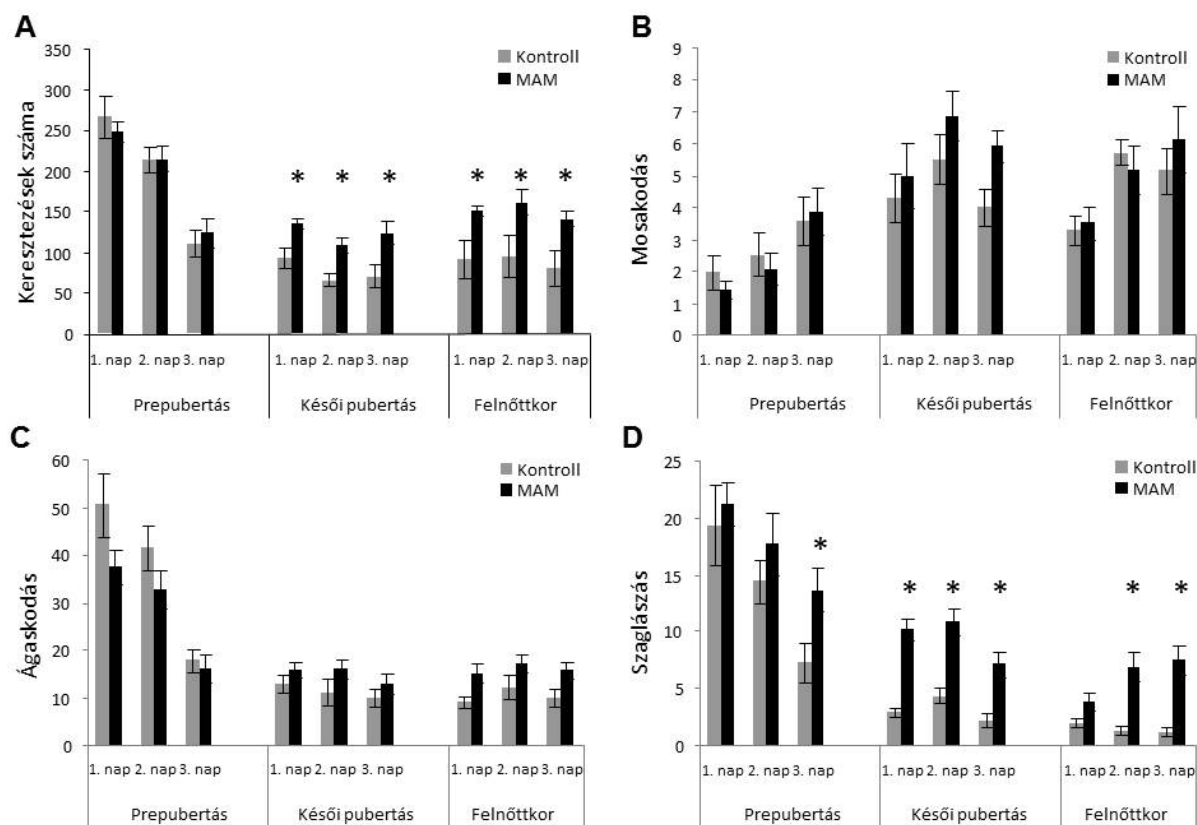 A
Keresztezések száma
350
300
250
200
150
100
50
0
Kontroll
MAM
* * * * * *
1. nap 2. nap 3. nap 1. nap 2. nap 3. nap 1. nap 2. nap 3. nap
Prepubertás Késői pubertás Felnőttkor
B
Mosakodás
9
8
7
6
5
4
3
2
1
0
Kontroll
MAM
1. nap 2. nap 3. nap 1. nap 2. nap 3. nap 1. nap 2. nap 3. nap
Prepubertás Késői pubertás Felnőttkor
C
Ágaskodás
60
50
40
30
20
10
0
Kontroll
MAM
1. nap 2. nap 3. nap 1. nap 2. nap 3. nap 1. nap 2. nap 3. nap
Prepubertás Késői pubertás Felnőttkor
D
Szaglászás
25
20
15
10
5
0
Kontroll
MAM
* * * * * *
1. nap 2. nap 3. nap 1. nap 2. nap 3. nap 1. nap 2. nap 3. nap
Prepubertás Késői pubertás Felnőttkor